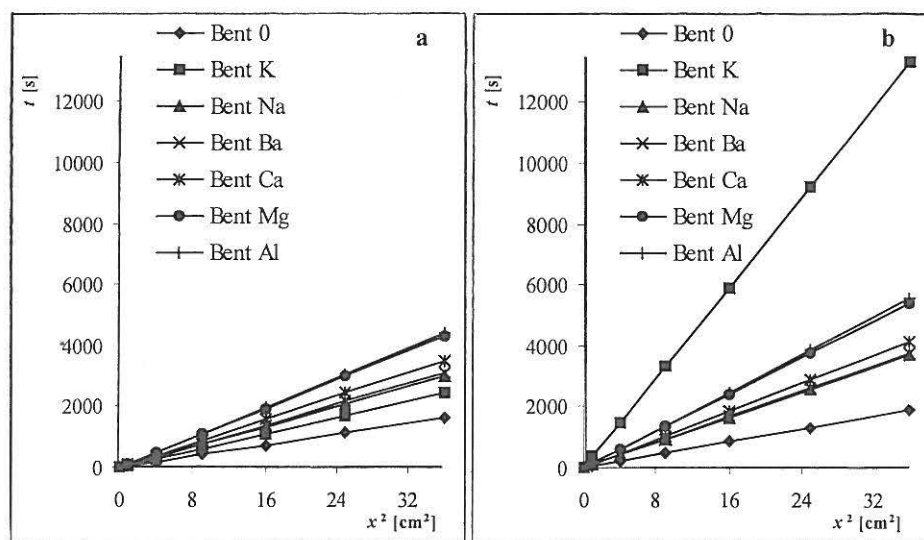 a
t [s]
12000
10000
8000
6000
4000
2000
0
Bent 0
Bent K
Bent Na
Bent Ba
Bent Ca
Bent Mg
Bent Al
0 8 16 24 32
x² [cm²]
b
t [s]
12000
10000
8000
6000
4000
2000
0
Bent 0
Bent K
Bent Na
Bent Ba
Bent Ca
Bent Mg
Bent Al
0 8 16 24 32
x² [cm²]